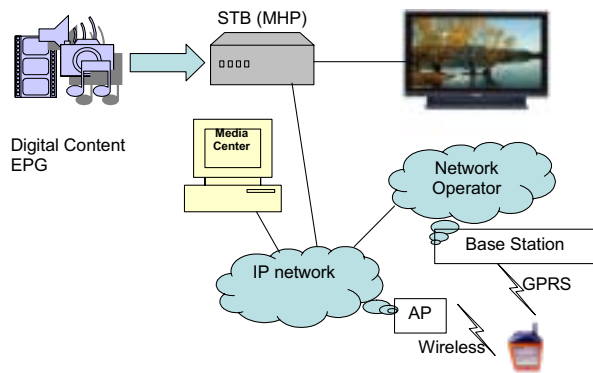 STB (MHP)
Digital Content
EPG
Media
Center
Network
Operator
Base Station
IP network
GPRS
AP
Wireless